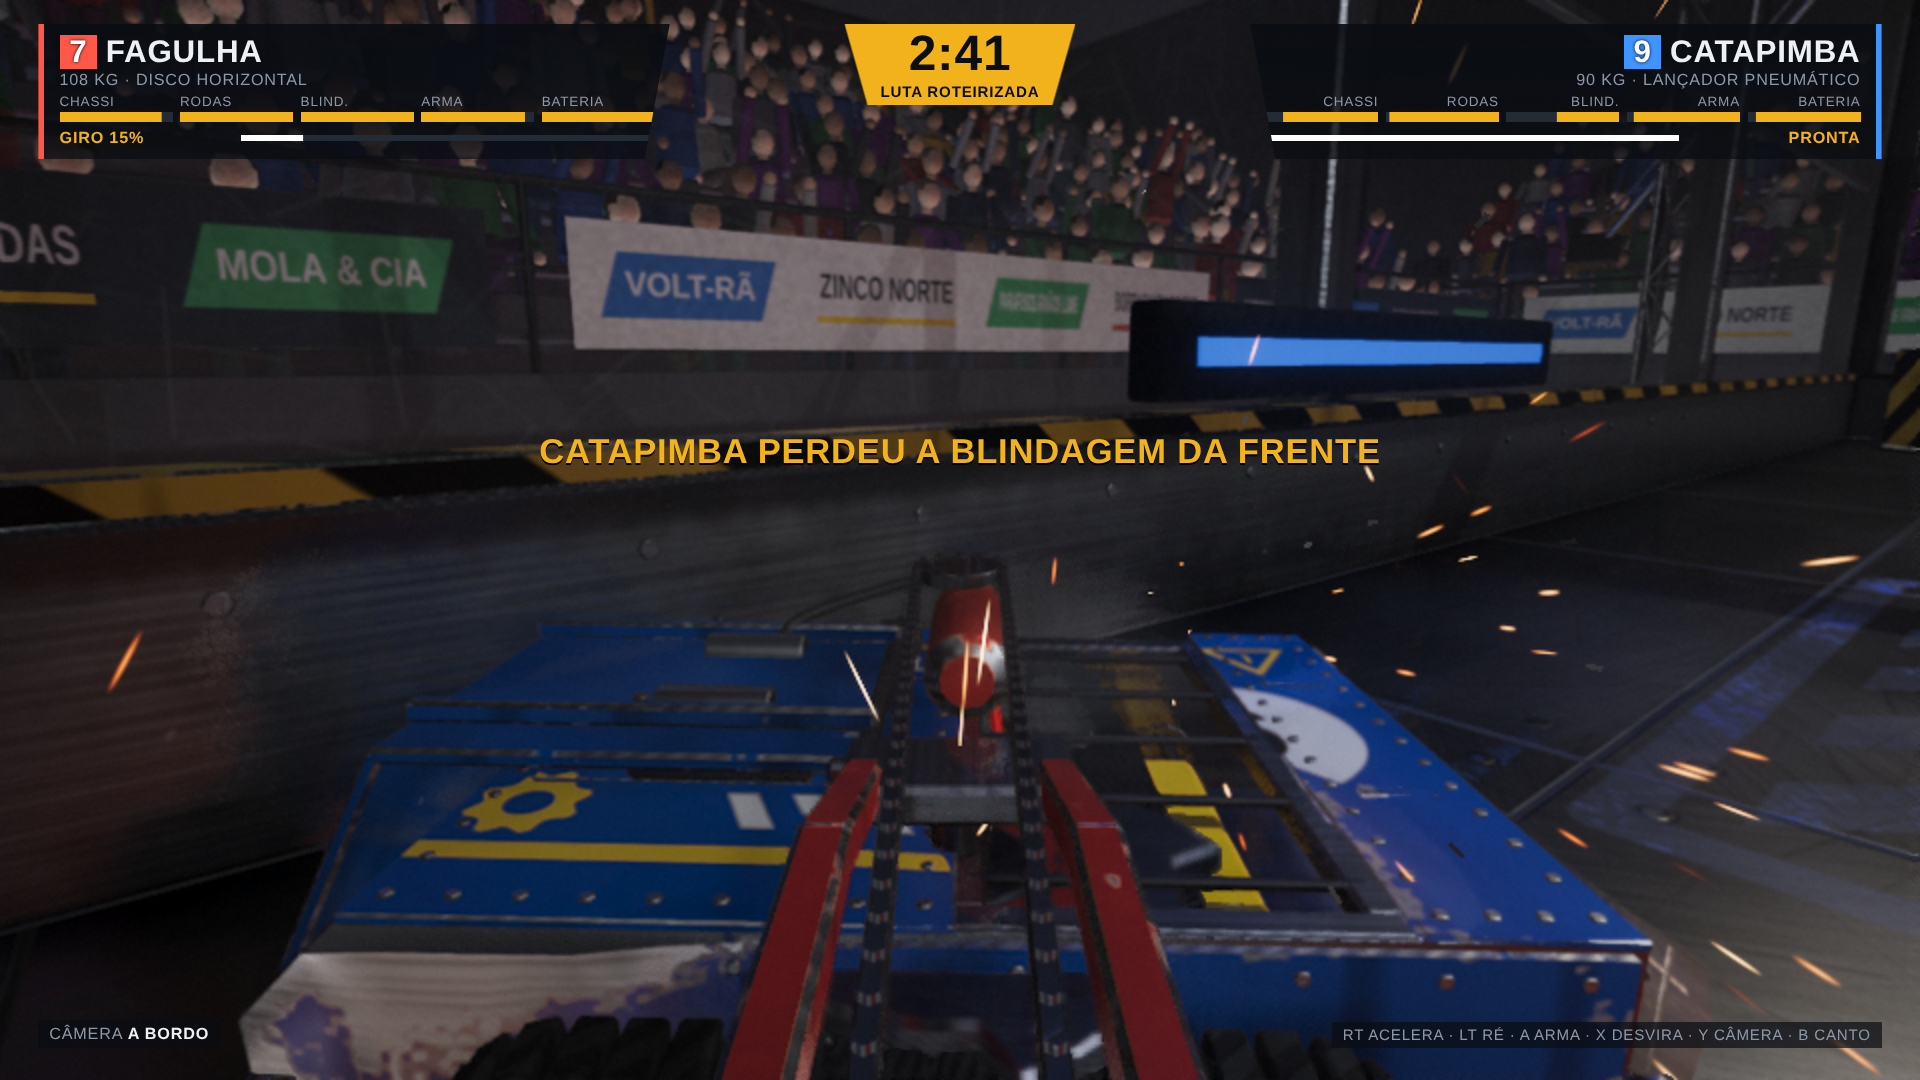 7 FAGULHA
108 KG · DISCO HORIZONTAL
CHASSI RODAS BLIND. ARMA BATERIA
GIRO 15%
2:41
LUTA ROTEIRIZADA
9 CATAPIMBA
90 KG · LANÇADOR PNEUMÁTICO
CHASSI RODAS BLIND. ARMA BATERIA
PRONTA
DAS
MOLA & CIA
VOLT-RÃ
ZINCO NORTE
VOLT-RÃ
NORTE
CATAPIMBA PERDEU A BLINDAGEM DA FRENTE
CÂMERA A BORDO
RT ACELERA · LT RÉ · A ARMA · X DESVIRA · Y CÂMERA · B CANTO